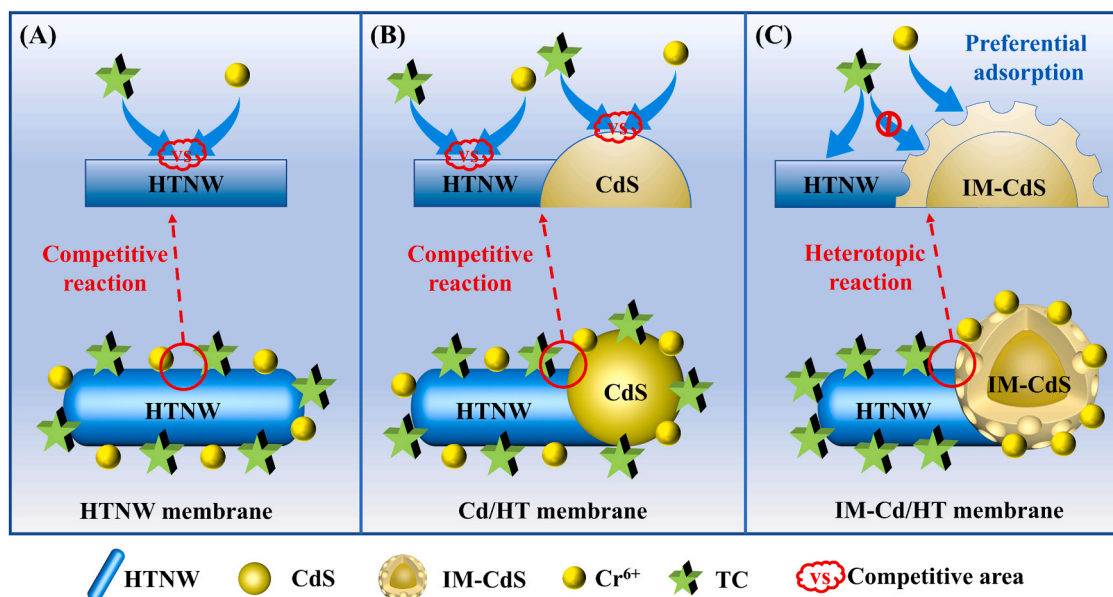 (A)
vs
HTNW
Competitive
reaction
HTNW
HTNW membrane
(B)
vs
vs
HTNW
CdS
Competitive
reaction
HTNW
CdS
Cd/HT membrane
(C)
Preferential
adsorption
HTNW
IM-CdS
Heterotopic
reaction
HTNW
IM-CdS
IM-Cd/HT membrane
HTNW CdS IM-CdS Cr⁶⁺ TC vs Competitive area